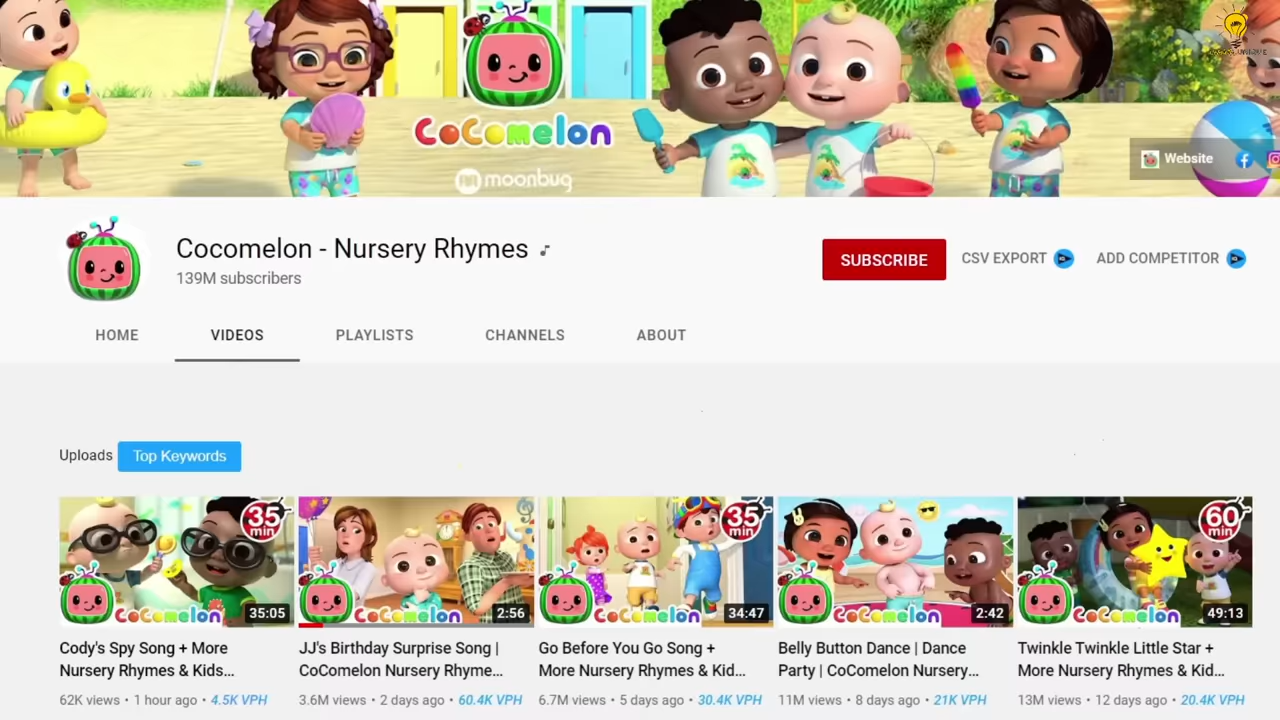 CoComelon
moonbug
Website
Cocomelon - Nursery Rhymes
139M subscribers
SUBSCRIBE
CSV EXPORT
ADD COMPETITOR
HOME
VIDEOS
PLAYLISTS
CHANNELS
ABOUT
Uploads
Top Keywords
35 min
CoComelon
35:05
CoComelon
2:56
35 min
CoComelon
34:47
CoComelon
2:42
60 min
CoComelon
49:13
Cody's Spy Song + More
Nursery Rhymes & Kids…
62K views • 1 hour ago • 4.5K VPH
JJ's Birthday Surprise Song |
CoComelon Nursery Rhyme…
3.6M views • 2 days ago • 60.4K VPH
Go Before You Go Song +
More Nursery Rhymes & Kid…
6.7M views • 5 days ago • 30.4K VPH
Belly Button Dance | Dance
Party | CoComelon Nursery…
11M views • 8 days ago • 21K VPH
Twinkle Twinkle Little Star +
More Nursery Rhymes & Kid…
13M views • 12 days ago • 20.4K VPH